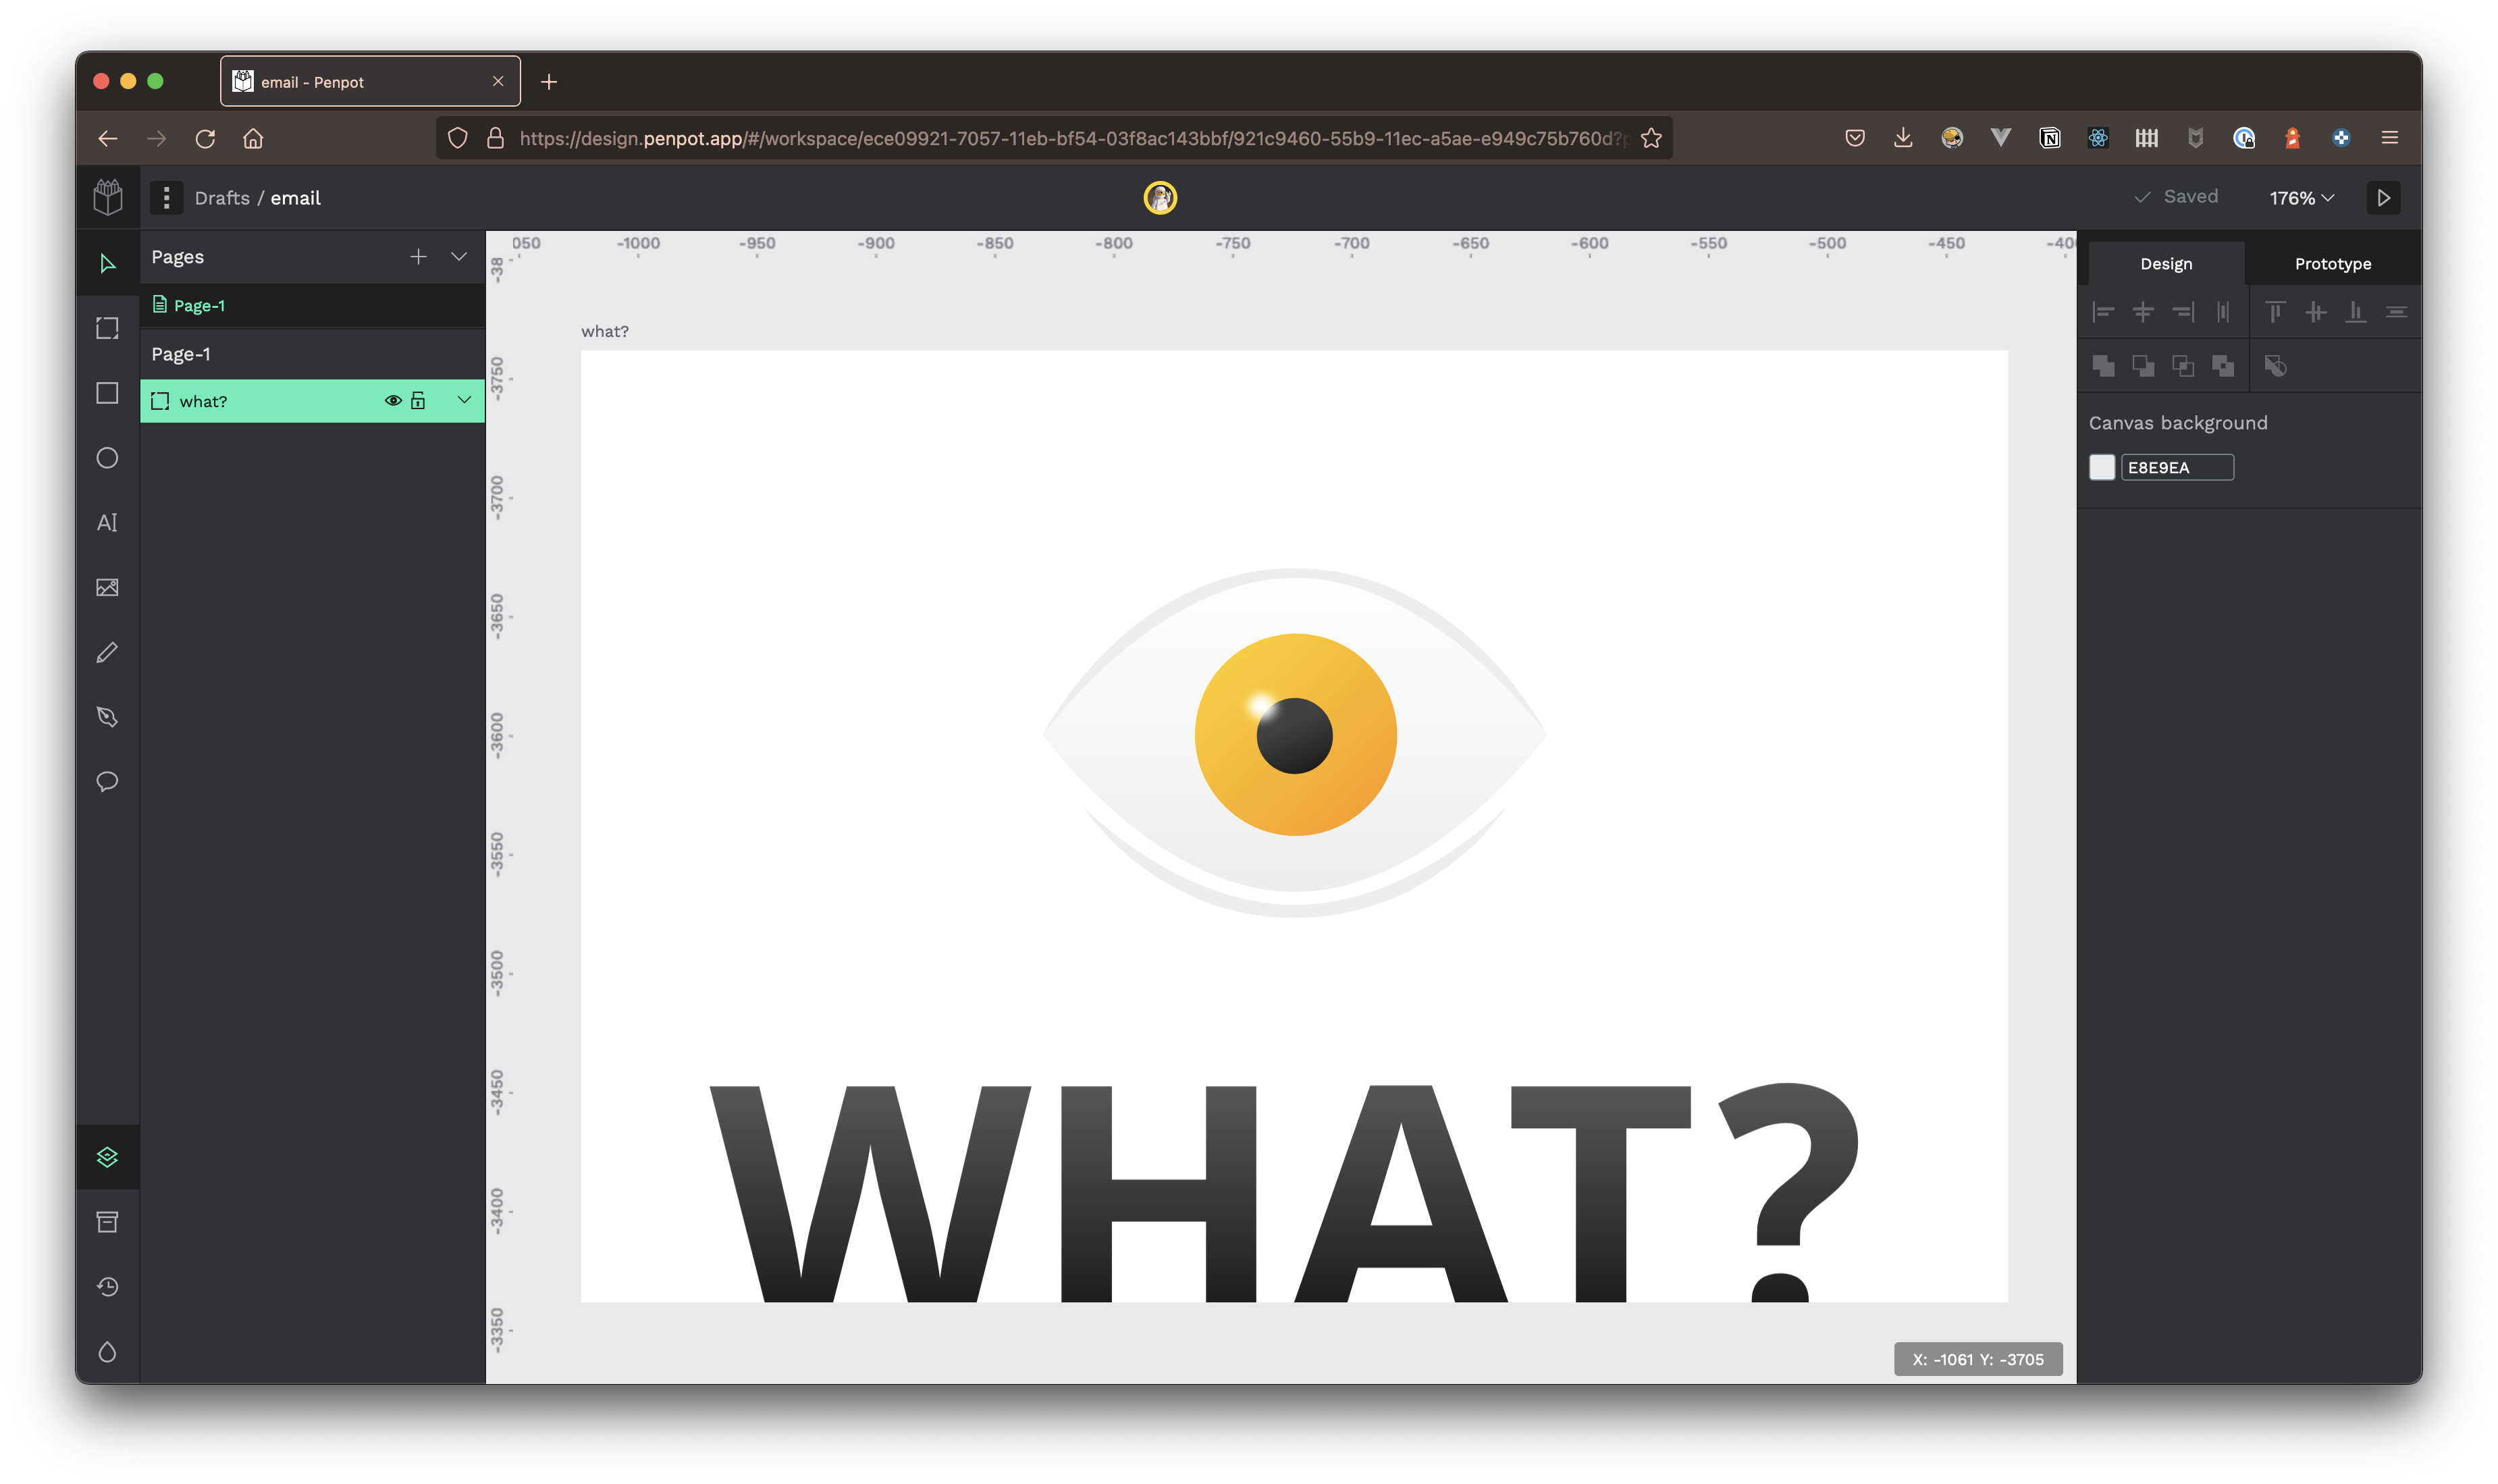 email - Penpot
https://design.penpot.app/#/workspace/ece09921-7057-11eb-bf54-03f8ac143bbf/921c9460-55b9-11ec-a5ae-e949c75b760d?p
Drafts / email
Saved
176%
Pages
Page-1
Page-1
what?
050 -1000 -950 -900 -850 -800 -750 -700 -650 -600 -550 -500 -450 -400
-38
-3750
-3700
-3650
-3600
-3550
-3500
-3450
-3400
-3350
what?
WHAT?
X: -1061 Y: -3705
Design
Prototype
Canvas background
E8E9EA